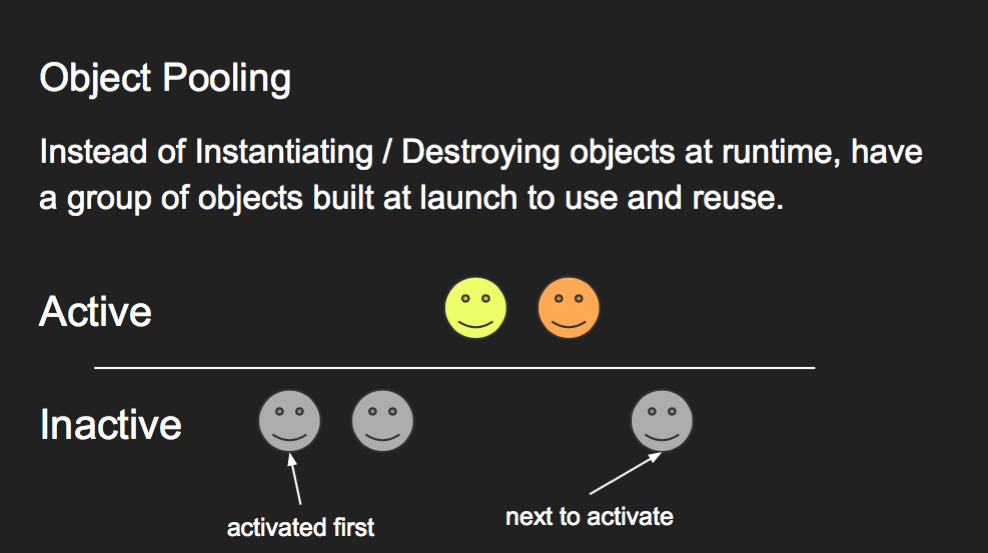 Object Pooling
Instead of Instantiating / Destroying objects at runtime, have
a group of objects built at launch to use and reuse.
Active
Inactive
activated first
next to activate